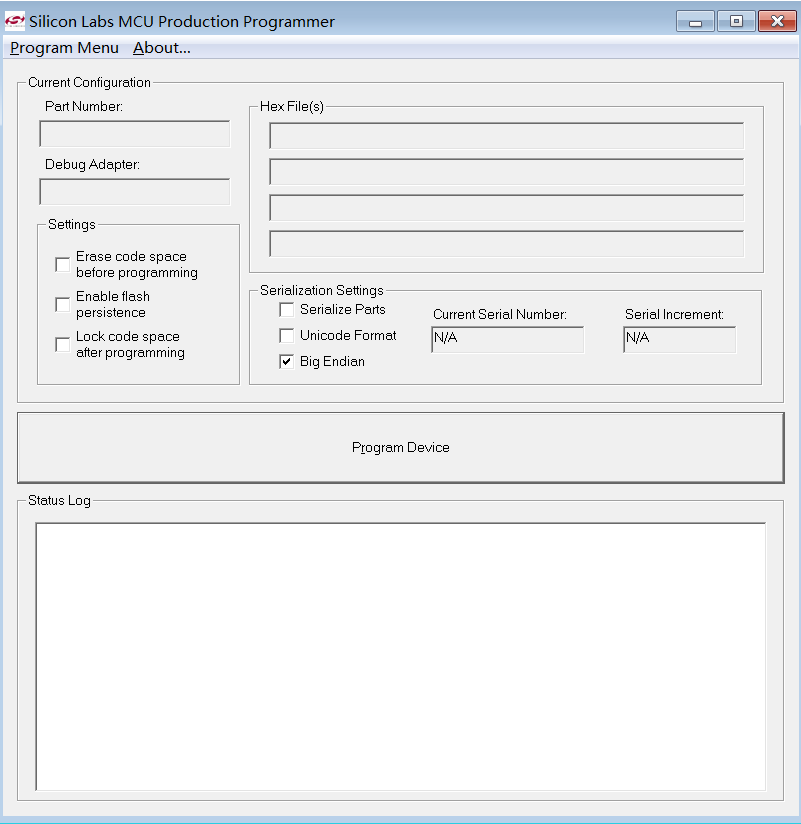 Silicon Labs MCU Production Programmer
Program Menu About...
Current Configuration
Part Number:
Debug Adapter:
Settings
Erase code space
before programming
Enable flash
persistence
Lock code space
after programming
Hex File(s)
Serialization Settings
Serialize Parts
Unicode Format
Big Endian
Current Serial Number:
N/A
Serial Increment:
N/A
Program Device
Status Log